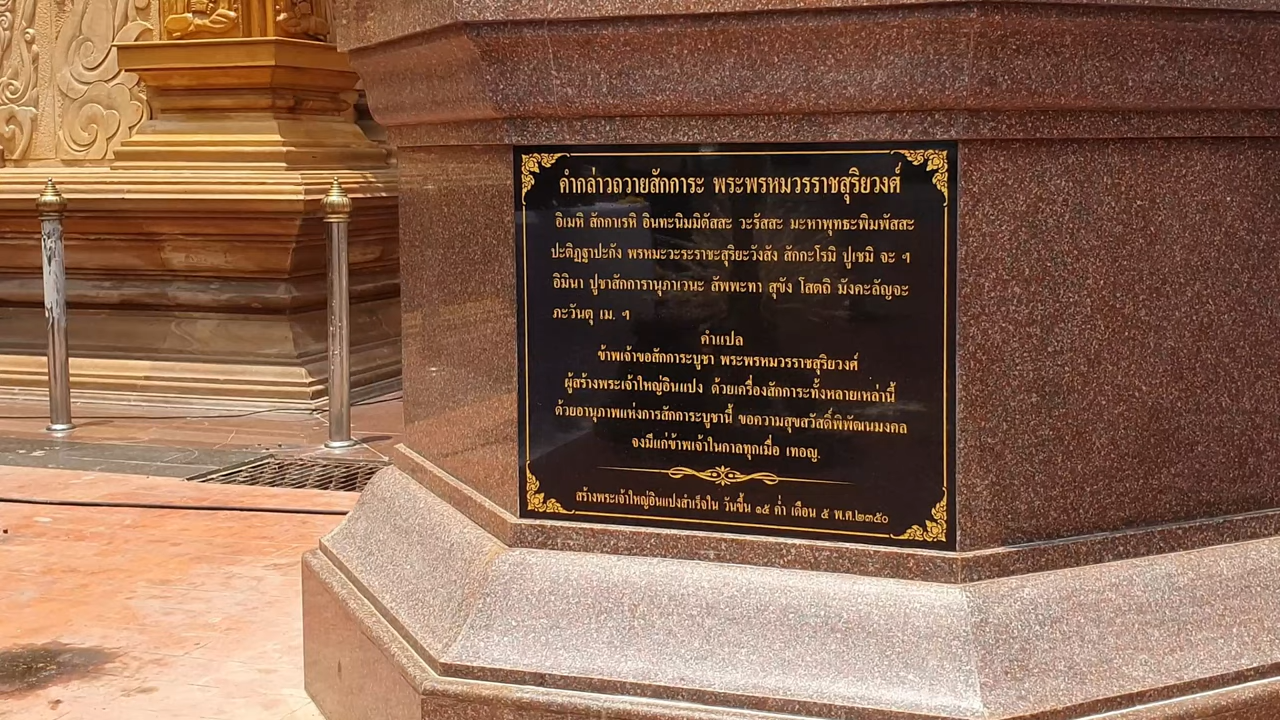 คำกล่าวถวายสักการะ พระพรหมวรราชสุริยวงศ์
อิเมหิ สักกาเรหิ อินทะนิมมิตัสสะ วะรัสสะ มะหาพุทธะพิมพัสสะ
ปะติฏฐาปะกัง พรหมะวะระราชะสุริยะวังสัง สักกะโรมิ ปูเชมิ จะ ฯ
อิมินา ปูชาสักการานุภาเวนะ สัพพะทา สุขัง โสตถิ มังคะลัญจะ
ภะวันตุ เม. ฯ
คำแปล
ข้าพเจ้าขอสักการะบูชา พระพรหมวรราชสุริยวงศ์
ผู้สร้างพระเจ้าใหญ่อินแปง ด้วยเครื่องสักการะทั้งหลายเหล่านี้
ด้วยอานุภาพแห่งการสักการะบูชานี้ ขอความสุขสวัสดิ์พิพัฒนมงคล
จงมีแก่ข้าพเจ้าในกาลทุกเมื่อ เทอญ.
สร้างพระเจ้าใหญ่อินแปงสำเร็จใน วันขึ้น ๑๕ ค่ำ เดือน ๕ พ.ศ.๒๓๕๐